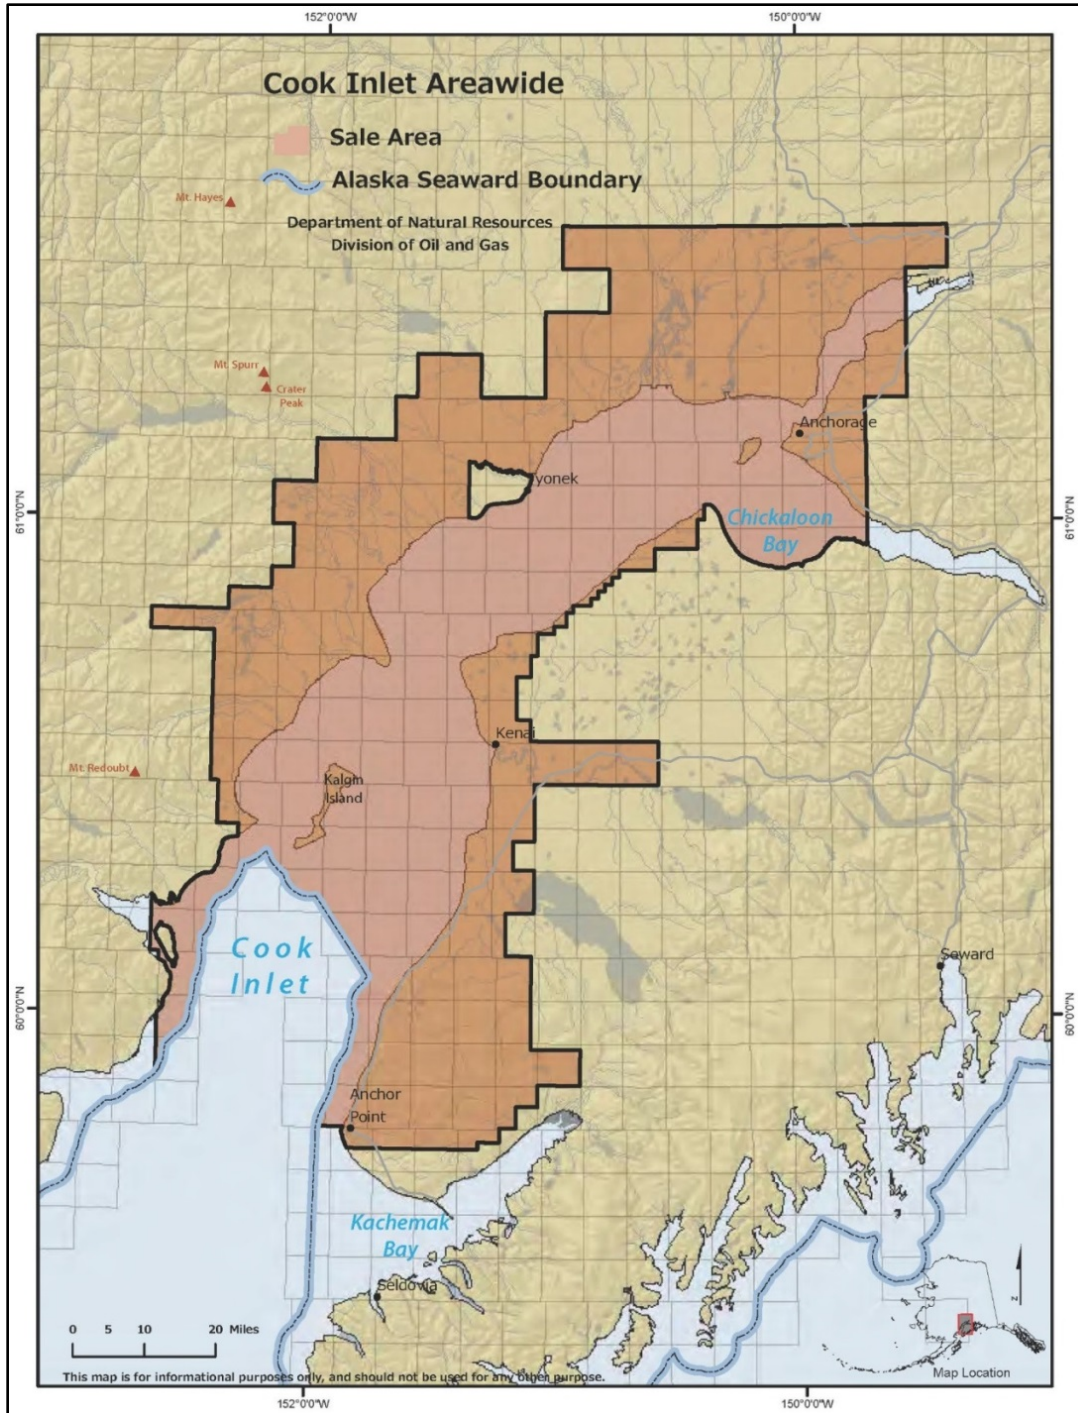 152°0'0"W
150°0'0"W
Cook Inlet Areawide
Sale Area
Alaska Seaward Boundary
Department of Natural Resources
Division of Oil and Gas
Mt. Hayes
Mt. Spurr
Crater
Peak
Anchorage
yonek
61°0'0"N
61°0'0"N
Chickaloon
Bay
Kenai
Mt. Redoubt
Kalgin
Island
Cook
Inlet
Seward
60°0'0"N
60°0'0"N
Anchor
Point
Kachemak
Bay
Seldovia
N
0 5 10 20 Miles
Map Location
This map is for informational purposes only, and should not be used for any other purpose.
152°0'0"W
150°0'0"W